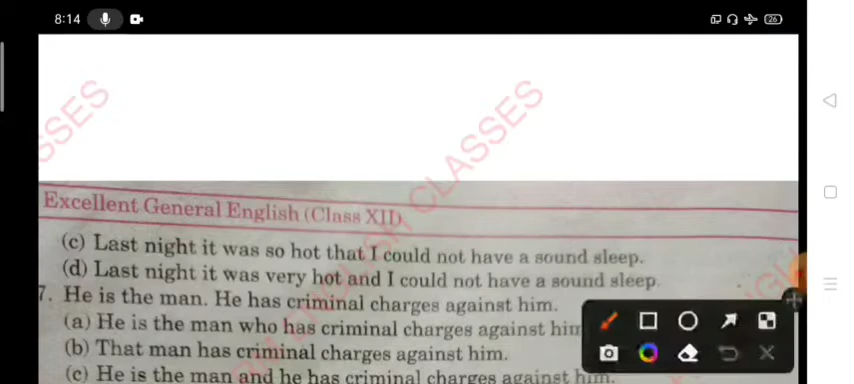 8:14
26
SSES
CLASSES
Excellent General English (Class XII)
(c) Last night it was so hot that I could not have a sound sleep.
(d) Last night it was very hot and I could not have a sound sleep.
7. He is the man. He has criminal charges against him.
(a) He is the man who has criminal charges against him
(b) That man has criminal charges against him.
(c) He is the man and he has criminal charges against him.